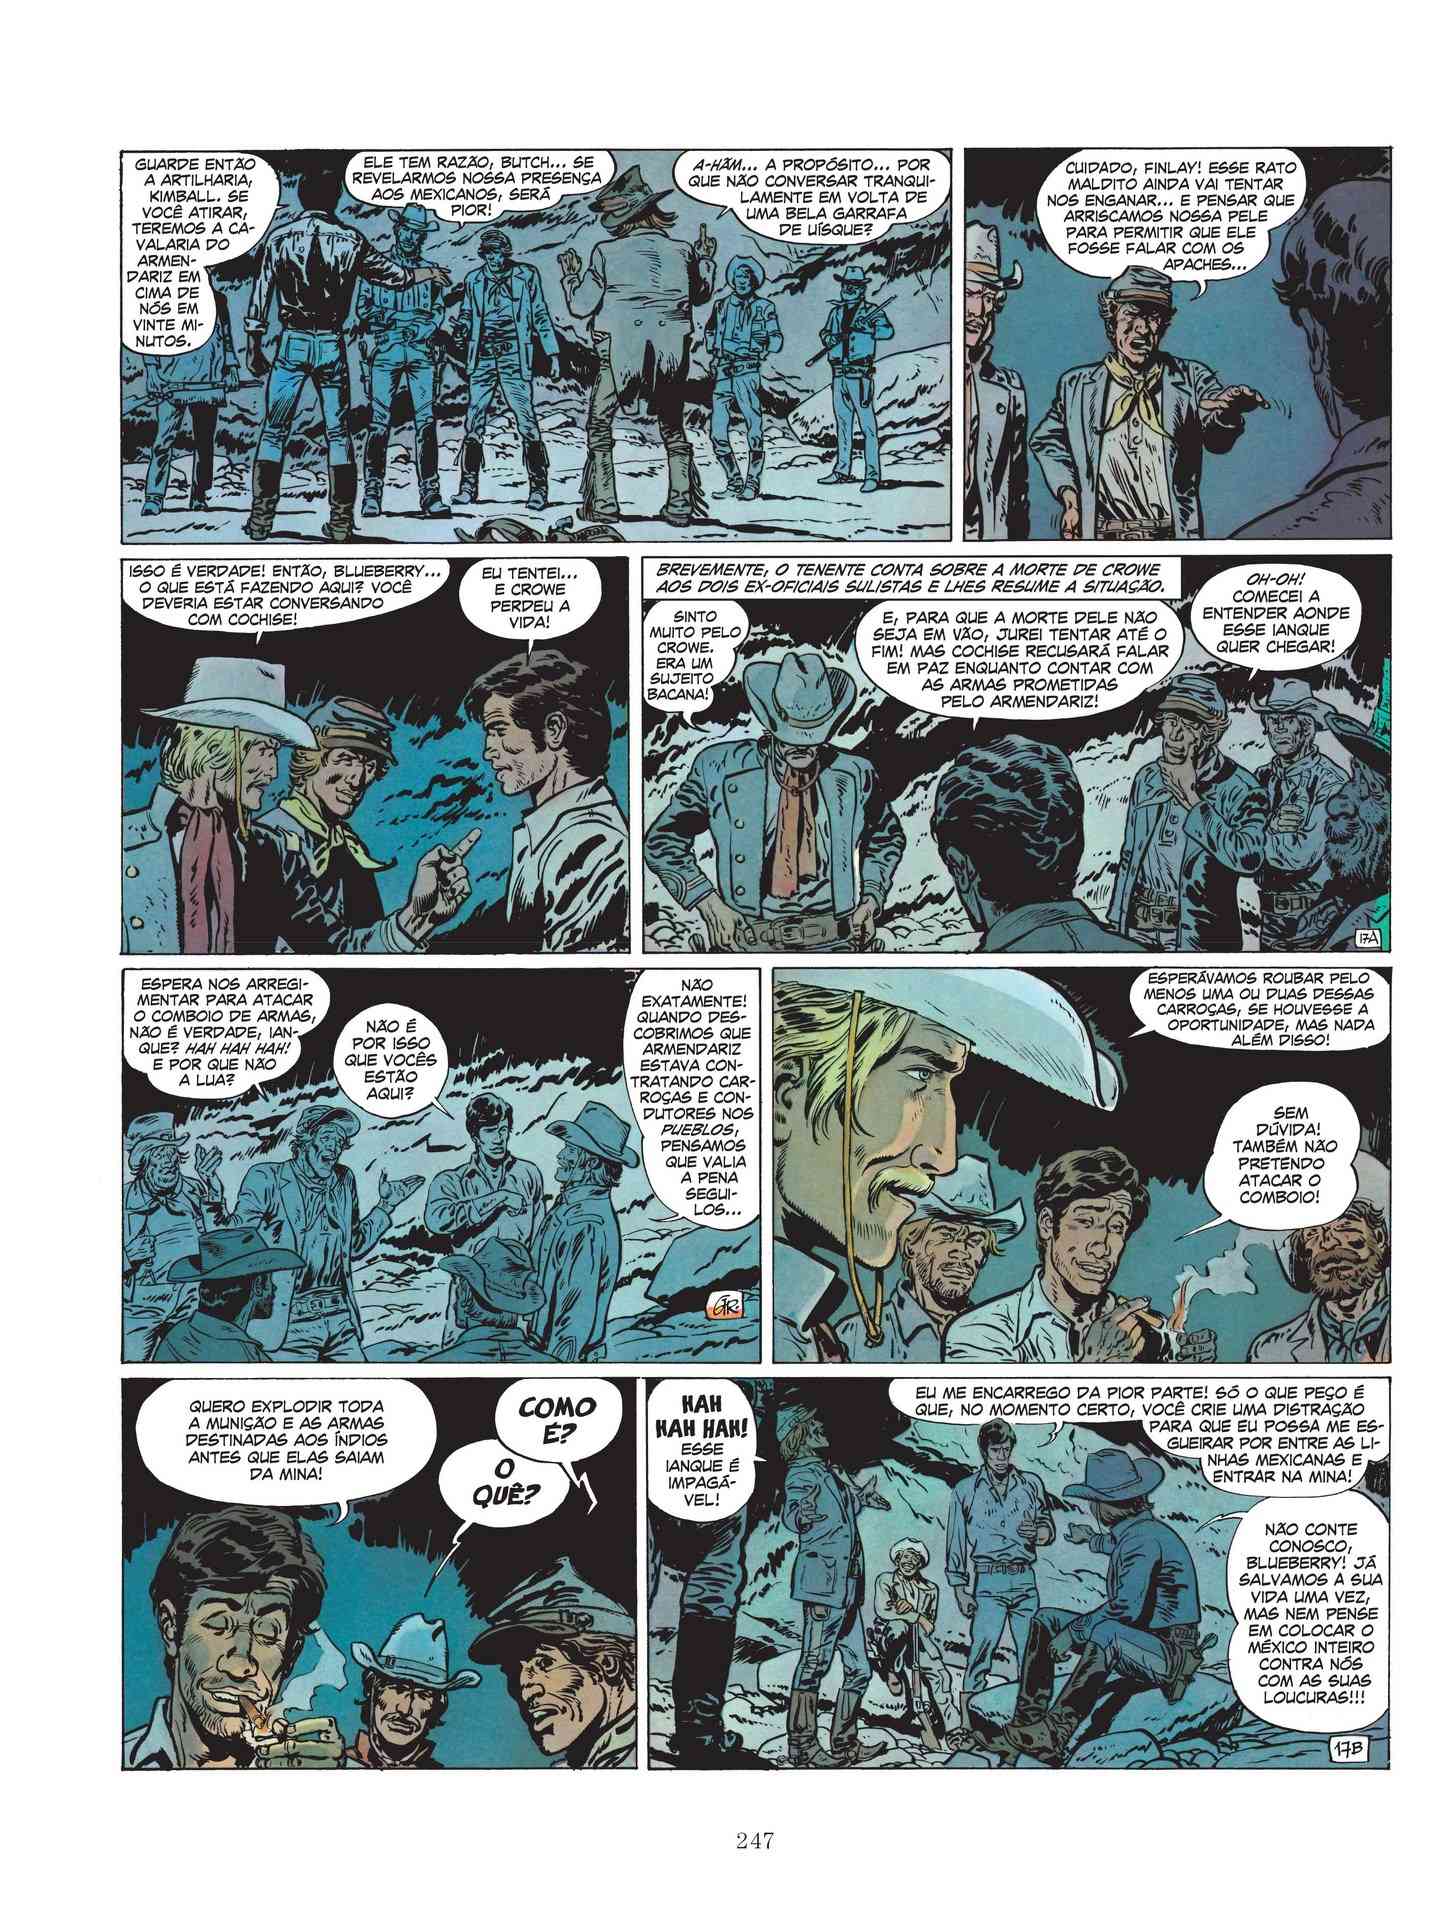 GUARDE ENTÃO
A ARTILHARIA,
KIMBALL. SE
VOCÊ ATIRAR,
TEREMOS A CA-
VALARIA DO
ARMEN-
DARIZ EM
CIMA DE
NÓS EM
VINTE MI-
NUTOS.
ELE TEM RAZÃO, BUTCH... SE
REVELARMOS NOSSA PRESENÇA
AOS MEXICANOS, SERÁ
PIOR!
A-HÃM... A PROPÓSITO... POR
QUE NÃO CONVERSAR TRANQUI-
LAMENTE EM VOLTA DE
UMA BELA GARRAFA
DE UÍSQUE?
CUIDADO, FINLAY! ESSE RATO
MALDITO AINDA VAI TENTAR
NOS ENGANAR... E PENSAR QUE
ARRISCAMOS NOSSA PELE
PARA PERMITIR QUE ELE
FOSSE FALAR COM OS
APACHES...
ISSO É VERDADE! ENTÃO, BLUEBERRY...
O QUE ESTÁ FAZENDO AQUI? VOCÊ
DEVERIA ESTAR CONVERSANDO
COM COCHISE!
EU TENTEI...
E CROWE
PERDEU A
VIDA!
BREVEMENTE, O TENENTE CONTA SOBRE A MORTE DE CROWE
AOS DOIS EX-OFICIAIS SULISTAS E LHES RESUME A SITUAÇÃO.
SINTO
MUITO PELO
CROWE.
ERA UM
SUJEITO
BACANA!
E, PARA QUE A MORTE DELE NÃO
SEJA EM VÃO, JUREI TENTAR ATÉ O
FIM! MAS COCHISE RECUSARÁ FALAR
EM PAZ ENQUANTO CONTAR COM
AS ARMAS PROMETIDAS
PELO ARMENDARIZ!
OH-OH!
COMECEI A
ENTENDER AONDE
ESSE IANQUE
QUER CHEGAR!
17A
ESPERA NOS ARREGI-
MENTAR PARA ATACAR
O COMBOIO DE ARMAS,
NÃO É VERDADE, IAN-
QUE? HAH HAH HAH!
E POR QUE NÃO
A LUA?
NÃO É
POR ISSO
QUE VOCÊS
ESTÃO
AQUI?
NÃO
EXATAMENTE!
QUANDO DES-
COBRIMOS QUE
ARMENDARIZ
ESTAVA CON-
TRATANDO CAR-
ROÇAS E CON-
DUTORES NOS
PUEBLOS,
PENSAMOS
QUE VALIA
A PENA
SEGUI-
LOS...
GIR.
ESPERÁVAMOS ROUBAR PELO
MENOS UMA OU DUAS DESSAS
CARROÇAS, SE HOUVESSE A
OPORTUNIDADE, MAS NADA
ALÉM DISSO!
SEM
DÚVIDA!
TAMBÉM NÃO
PRETENDO
ATACAR O
COMBOIO!
QUERO EXPLODIR TODA
A MUNIÇÃO E AS ARMAS
DESTINADAS AOS ÍNDIOS
ANTES QUE ELAS SAIAM
DA MINA!
COMO
É?
O
QUÊ?
HAH
HAH HAH!
ESSE
IANQUE É
IMPAGÁ-
VEL!
EU ME ENCARREGO DA PIOR PARTE! SÓ O QUE PEÇO É
QUE, NO MOMENTO CERTO, VOCÊ CRIE UMA DISTRAÇÃO
PARA QUE EU POSSA ME ES-
GUEIRAR POR ENTRE AS LI-
NHAS MEXICANAS E
ENTRAR NA MINA!
NÃO CONTE
CONOSCO,
BLUEBERRY! JÁ
SALVAMOS A SUA
VIDA UMA VEZ,
MAS NEM PENSE
EM COLOCAR O
MÉXICO INTEIRO
CONTRA NÓS
COM AS SUAS
LOUCURAS!!!
17B
247